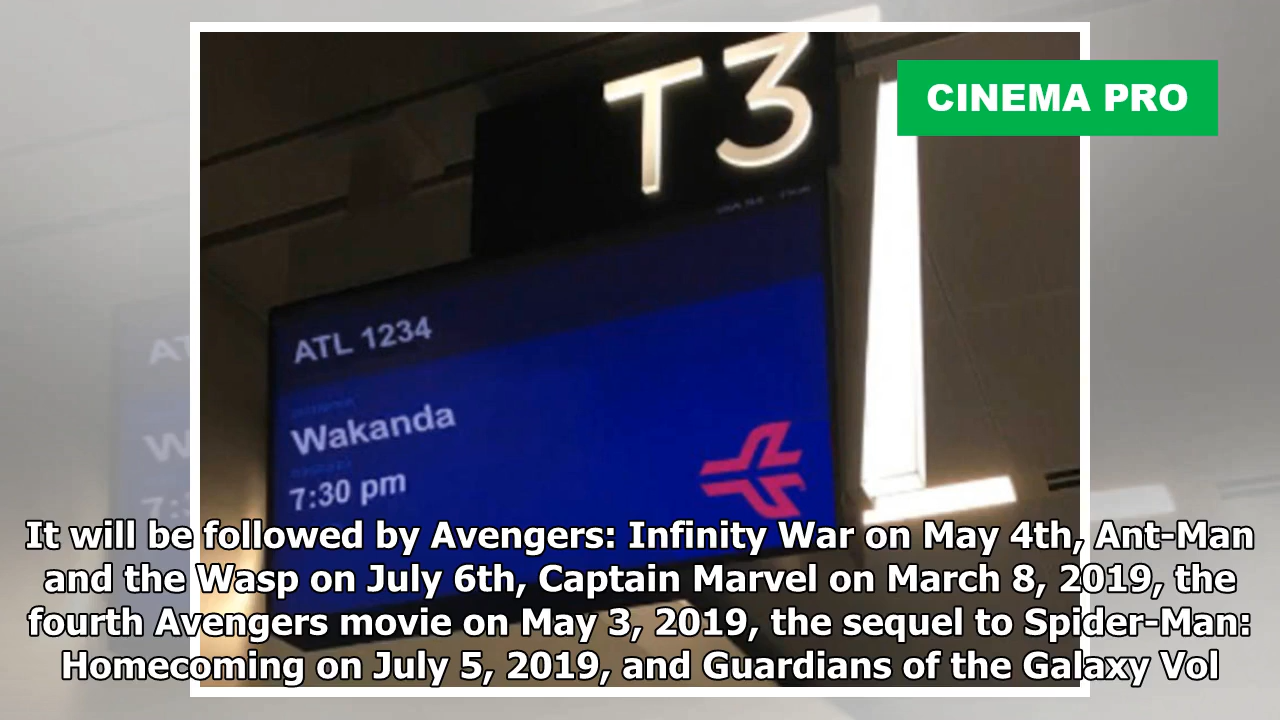 T3
CINEMA PRO
ATL 1234
Wakanda
7:30 pm
It will be followed by Avengers: Infinity War on May 4th, Ant-Man
and the Wasp on July 6th, Captain Marvel on March 8, 2019, the
fourth Avengers movie on May 3, 2019, the sequel to Spider-Man:
Homecoming on July 5, 2019, and Guardians of the Galaxy Vol